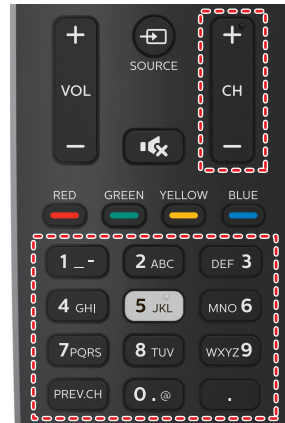 + +
SOURCE
VOL CH
− −
RED GREEN YELLOW BLUE
1 _- 2 ABC DEF 3
4 GHI 5 JKL MNO 6
7PQRS 8 TUV WXYZ9
PREV.CH 0.@ .